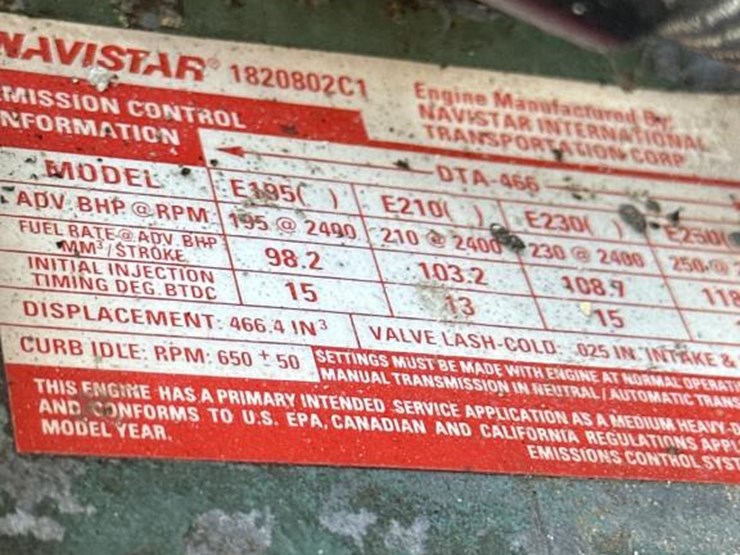 NAVISTAR® 1820802C1
Engine Manufactured By:
NAVISTAR INTERNATIONAL
TRANSPORTATION CORP
EMISSION CONTROL
INFORMATION
DTA-466
MODEL E195( ) E210( ) E230( ) E250(
ADV. BHP @ RPM 195 @ 2400 210 @ 2400 230 @ 2400 250 @ 2
FUEL RATE @ ADV. BHP
MM³/STROKE 98.2 103.2 108.9 118
INITIAL INJECTION
TIMING DEG. BTDC 15 13 15
DISPLACEMENT: 466.4 IN³ VALVE LASH-COLD .025 IN. INTAKE &
CURB IDLE: RPM: 650 ± 50 SETTINGS MUST BE MADE WITH ENGINE AT NORMAL OPERATI
MANUAL TRANSMISSION IN NEUTRAL / AUTOMATIC TRANS
THIS ENGINE HAS A PRIMARY INTENDED SERVICE APPLICATION AS A MEDIUM HEAVY-D
AND CONFORMS TO U.S. EPA, CANADIAN AND CALIFORNIA REGULATIONS APPL
MODEL YEAR. EMISSIONS CONTROL SYST